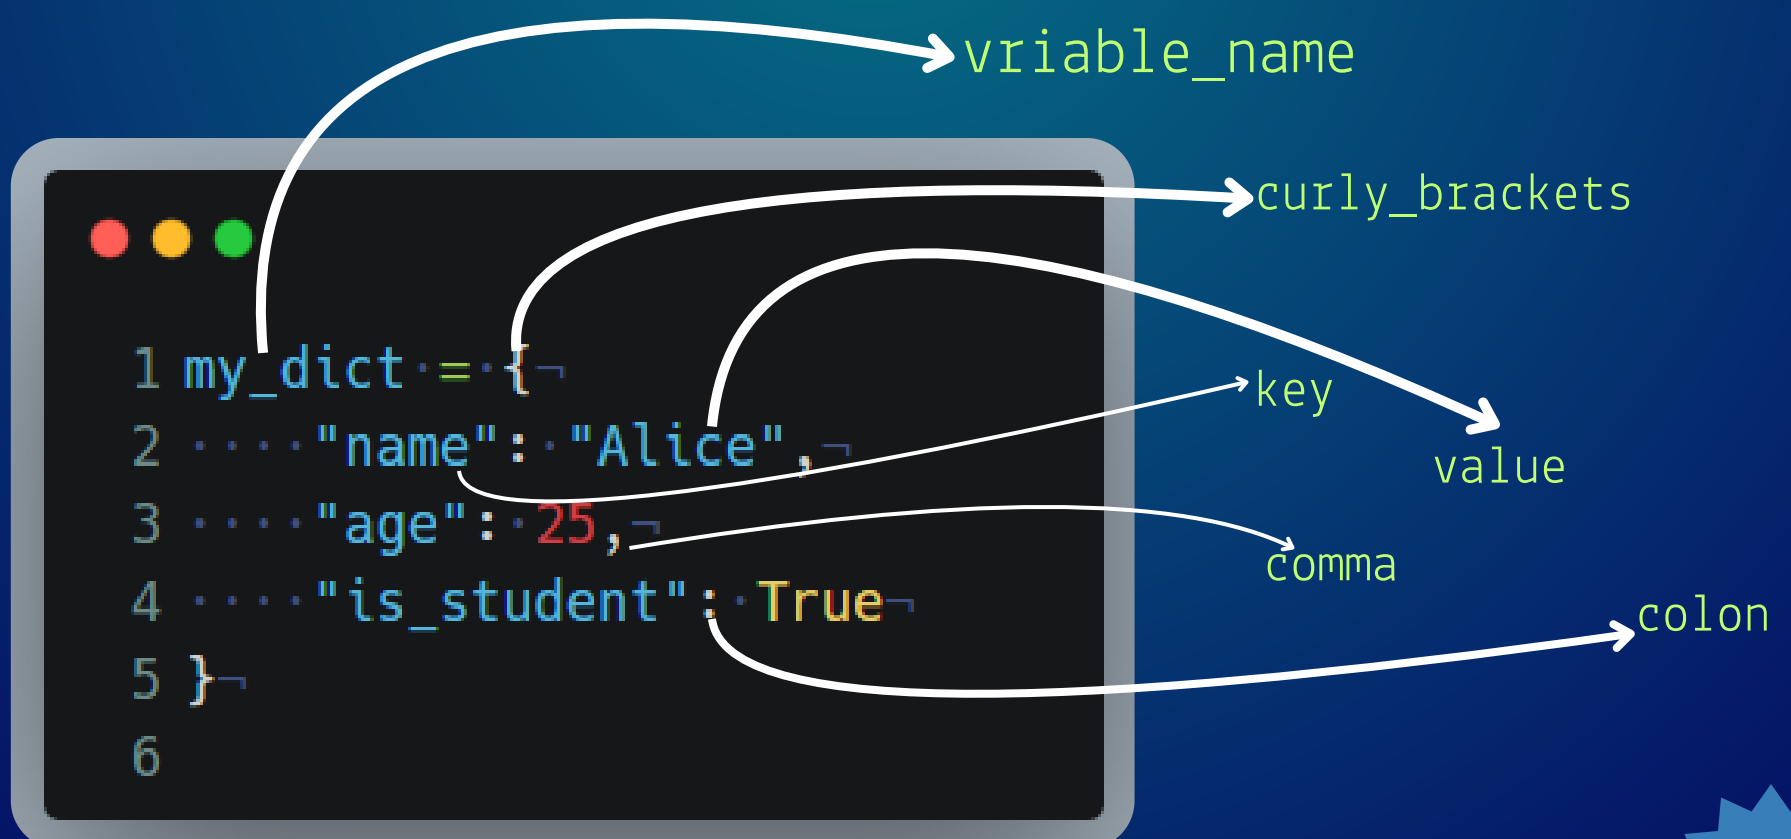 vriable_name
curly_brackets
1 my_dict = {
key
2     "name": "Alice",
value
3     "age": 25,
comma
4     "is_student": True
colon
5 }
6